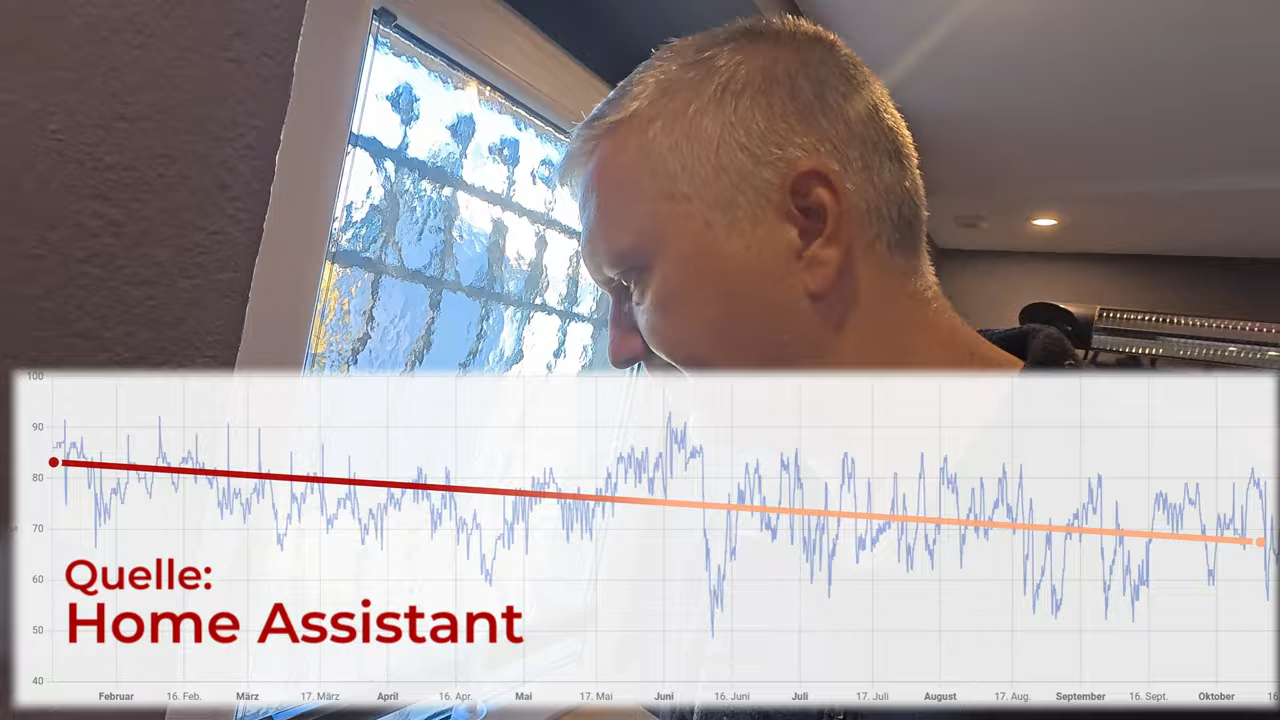 100
90
80
70
60
50
40
Quelle:
Home Assistant
Februar 16. Feb. März 17. März April 16. Apr. Mai 17. Mai Juni 16. Juni Juli 17. Juli August 17. Aug. September 16. Sept. Oktober 16